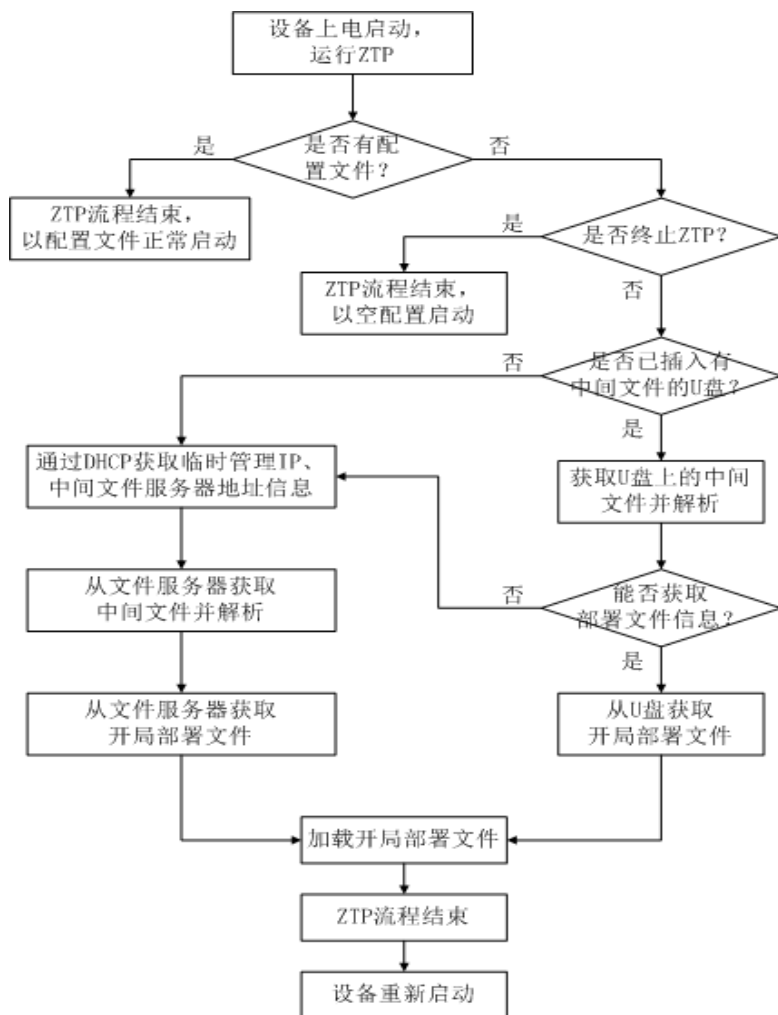 设备上电启动，
运行ZTP
是否有配
置文件？
是
否
ZTP流程结束，
以配置文件正常启动
是否终止ZTP？
是
ZTP流程结束，
以空配置启动
否
是否已插入有
中间文件的U盘？
否
是
通过DHCP获取临时管理IP、
中间文件服务器地址信息
获取U盘上的中间
文件并解析
从文件服务器获取
中间文件并解析
能否获取
部署文件信息？
否
是
从文件服务器获取
开局部署文件
从U盘获取
开局部署文件
加载开局部署文件
ZTP流程结束
设备重新启动